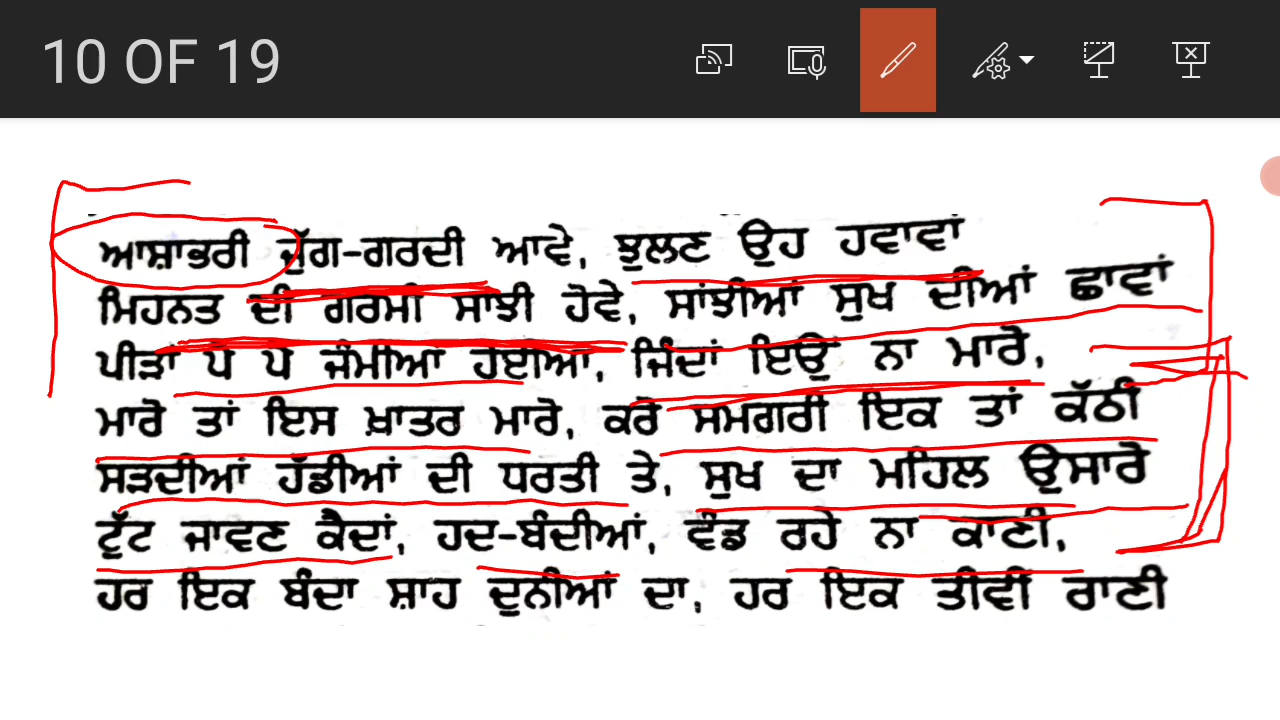 10 OF 19
ਆਸ਼ਾਭਰੀ ਜੁੱਗ-ਗਰਦੀ ਆਵੇ, ਝੁਲਣ ਉਹ ਹਵਾਵਾਂ
ਮਿਹਨਤ ਦੀ ਗਰਮੀ ਸਾਂਝੀ ਹੋਵੇ, ਸਾਂਝੀਆਂ ਸੁਖ ਦੀਆਂ ਛਾਵਾਂ
ਪੀੜਾਂ ਪੈ ਪੈ ਜੰਮੀਆਂ ਹੋਈਆਂ, ਜਿੰਦਾਂ ਇਉਂ ਨਾ ਮਾਰੋ,
ਮਾਰੋ ਤਾਂ ਇਸ ਖ਼ਾਤਰ ਮਾਰੋ, ਕਰੋ ਸਮਗਰੀ ਇਕ ਤਾਂ ਕੱਠੀ
ਸੜਦੀਆਂ ਹੱਡੀਆਂ ਦੀ ਧਰਤੀ ਤੇ, ਸੁਖ ਦਾ ਮਹਿਲ ਉਸਾਰੋ
ਟੁੱਟ ਜਾਵਣ ਕੈਦਾਂ, ਹਦ-ਬੰਦੀਆਂ, ਵੰਡ ਰਹੇ ਨਾ ਕਾਣੀ,
ਹਰ ਇਕ ਬੰਦਾ ਸ਼ਾਹ ਦੁਨੀਆਂ ਦਾ, ਹਰ ਇਕ ਤੀਵੀਂ ਰਾਣੀ